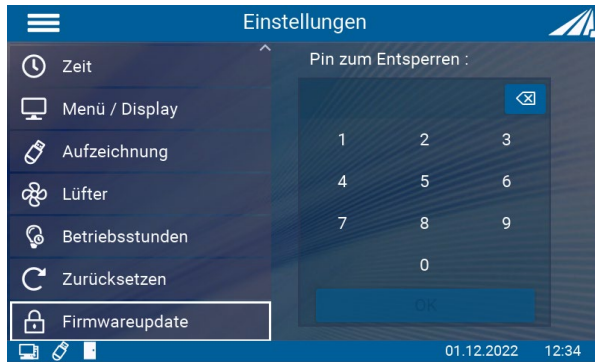 Einstellungen
Zeit
Menü / Display
Aufzeichnung
Lüfter
Betriebsstunden
Zurücksetzen
Firmwareupdate
Pin zum Entsperren :
1 2 3
4 5 6
7 8 9
0
OK
01.12.2022 12:34